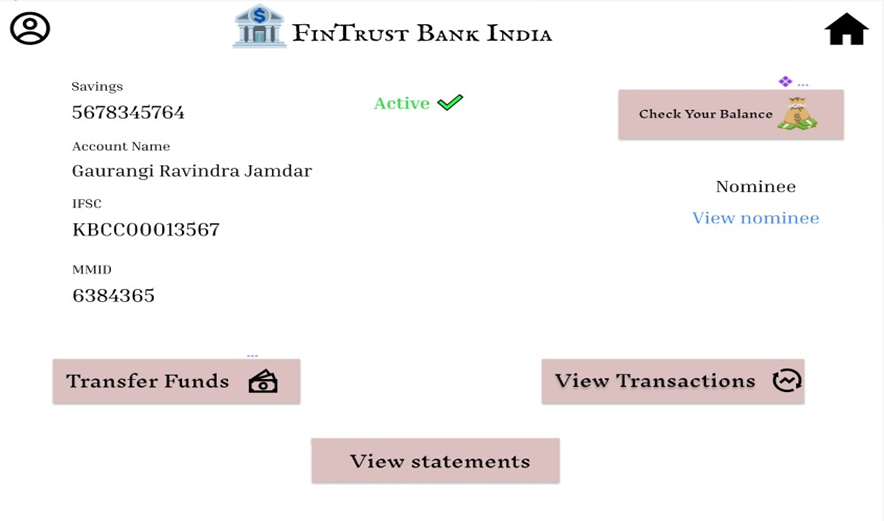 FinTrust Bank India
Savings
5678345764
Active
Check Your Balance
Account Name
Gaurangi Ravindra Jamdar
Nominee
IFSC
View nominee
KBCC00013567
MMID
6384365
Transfer Funds
View Transactions
View statements